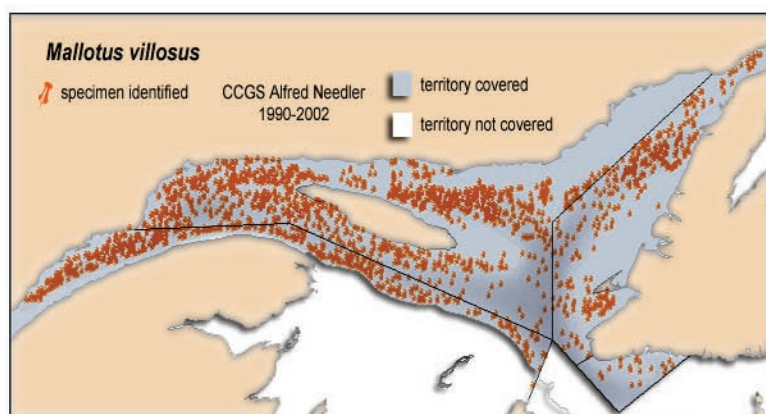 Mallotus villosus
specimen identified
CCGS Alfred Needler
1990-2002
territory covered
territory not covered